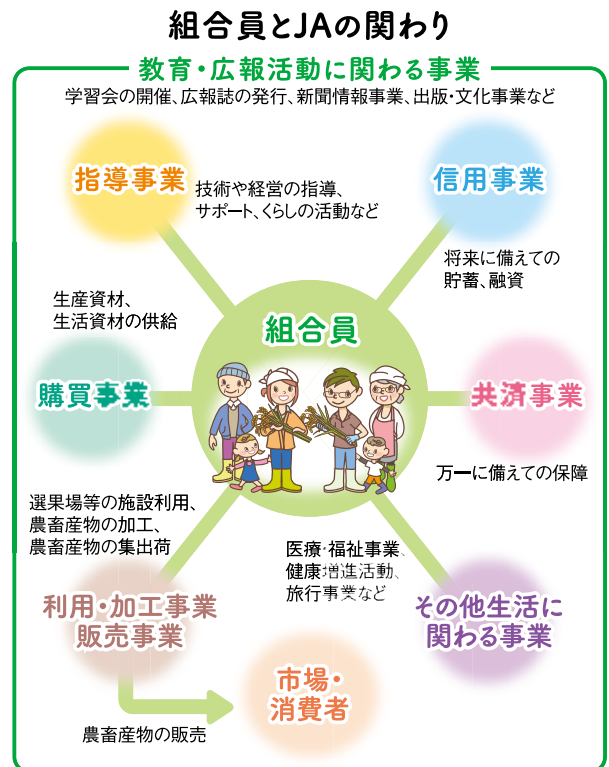 組合員とJAの関わり
教育・広報活動に関わる事業
学習会の開催、広報誌の発行、新聞情報事業、出版・文化事業など
指導事業
技術や経営の指導、
サポート、くらしの活動など
信用事業
将来に備えての
貯蓄、融資
生産資材、
生活資材の供給
組合員
購買事業
共済事業
万一に備えての保障
選果場等の施設利用、
農畜産物の加工、
農畜産物の集出荷
医療・福祉事業、
健康増進活動、
旅行事業など
利用・加工事業
販売事業
その他生活に
関わる事業
市場・
消費者
農畜産物の販売